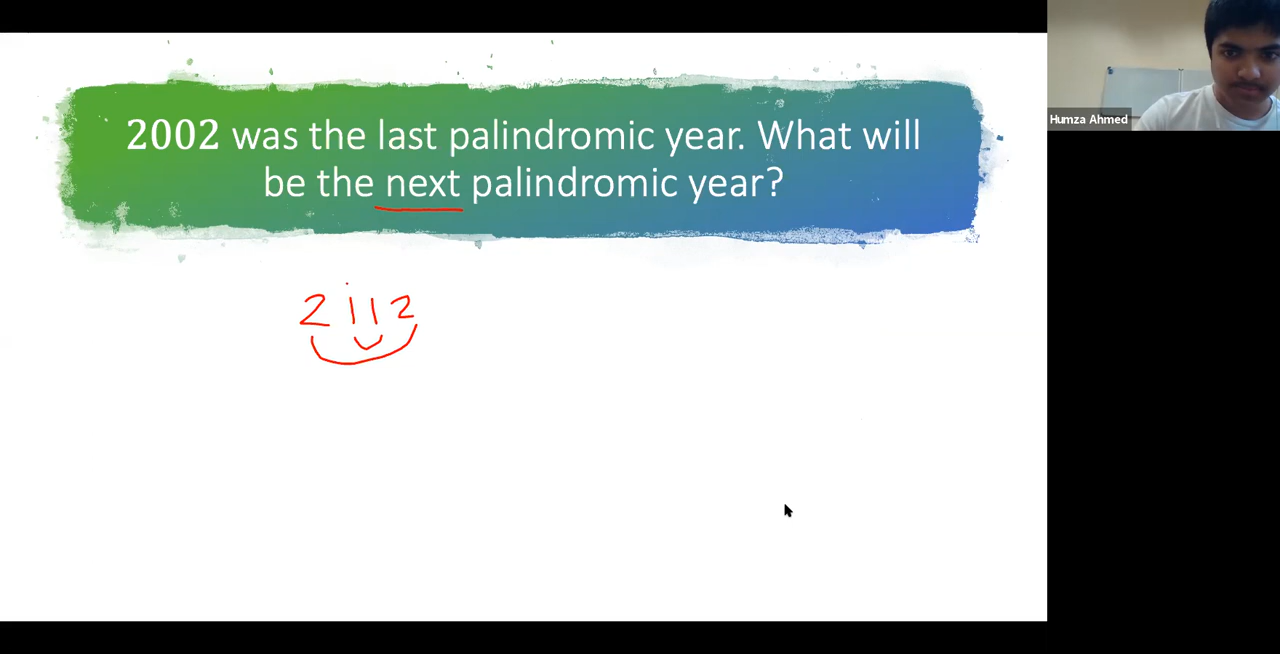 2002 was the last palindromic year. What will
be the next palindromic year?
Humza Ahmed
2112